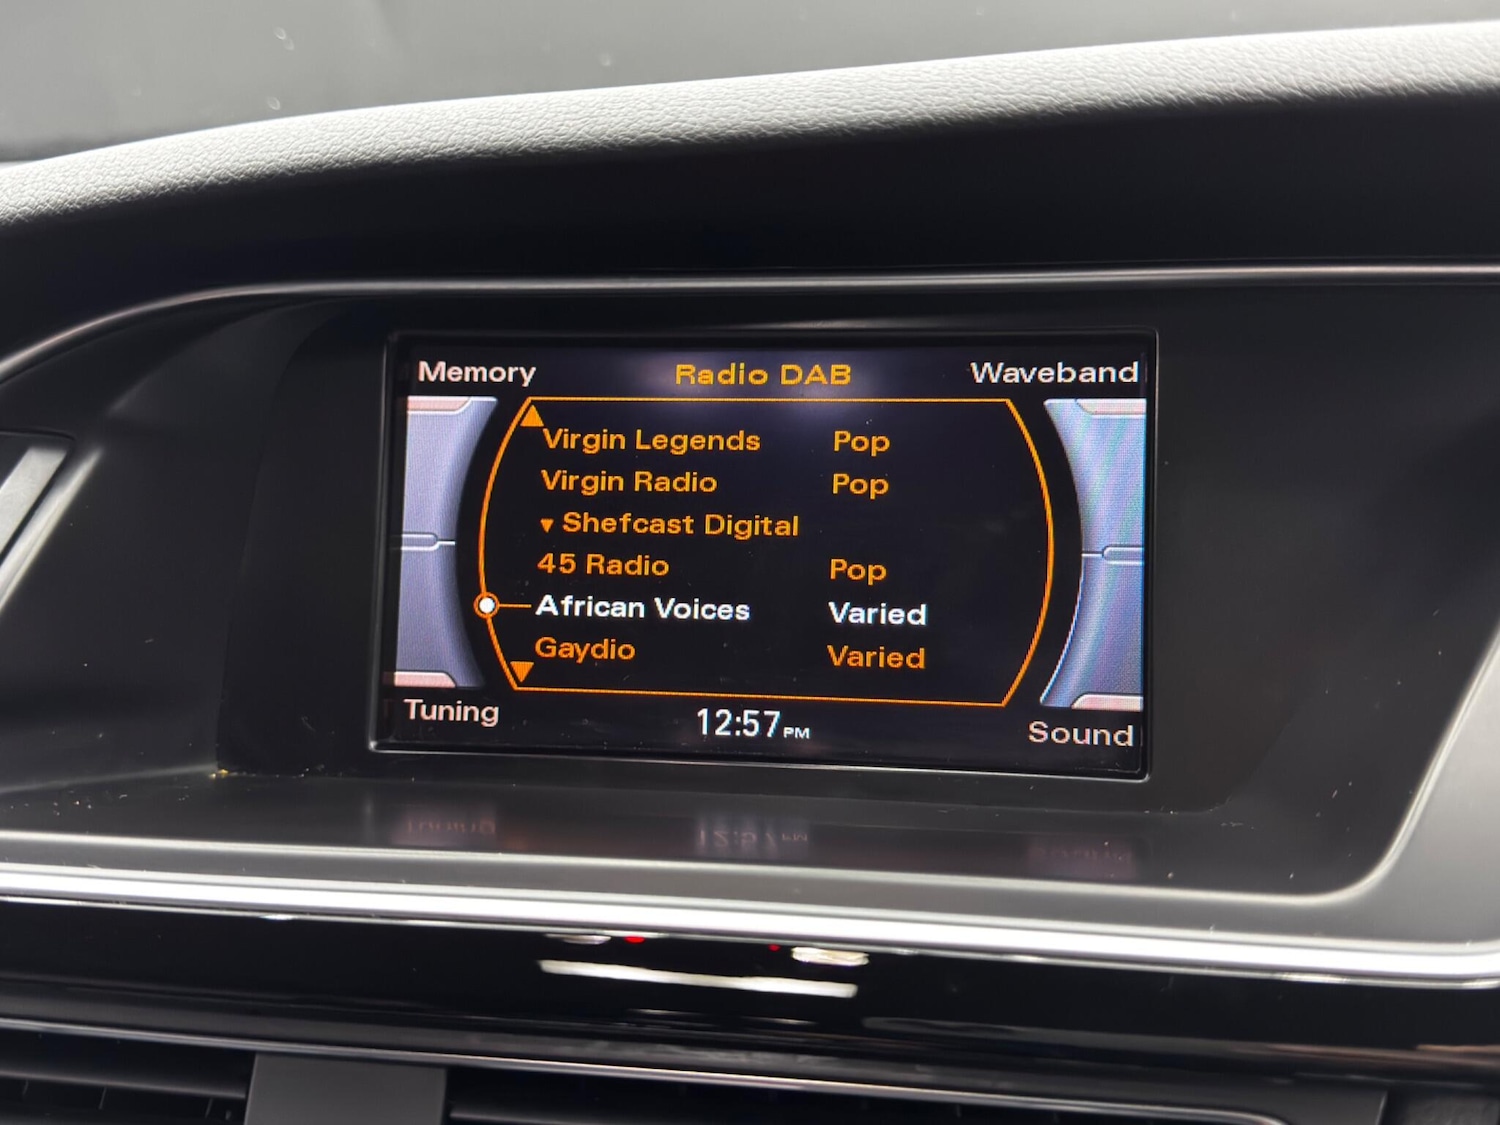 Memory Radio DAB Waveband
Virgin Legends Pop
Virgin Radio Pop
▼ Shefcast Digital
45 Radio Pop
African Voices Varied
Gaydio Varied
Tuning 12:57 PM Sound